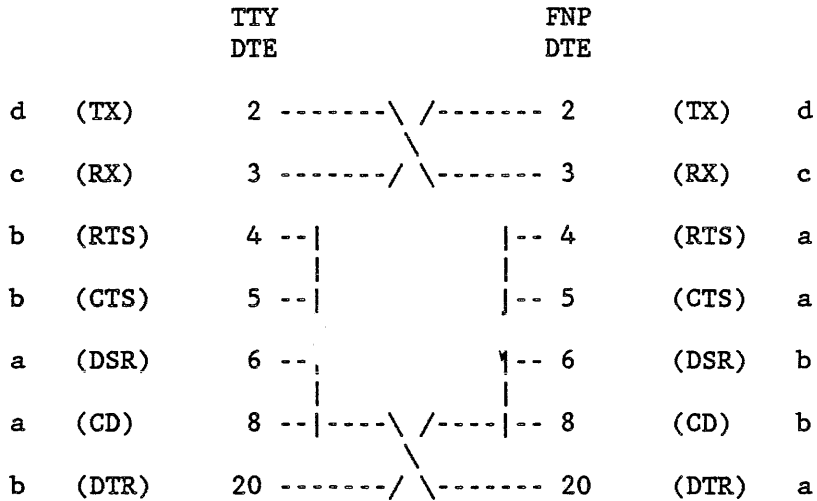 TTY FNP
DTE DTE
d (TX) 2 -------\ /------- 2 (TX) d
\
c (RX) 3 -------/ \------- 3 (RX) c
b (RTS) 4 --| |-- 4 (RTS) a
| |
b (CTS) 5 --| |-- 5 (CTS) a
a (DSR) 6 --| |-- 6 (DSR) b
| |
a (CD) 8 --|----\ /----|-- 8 (CD) b
\
b (DTR) 20 -------/ \------- 20 (DTR) a